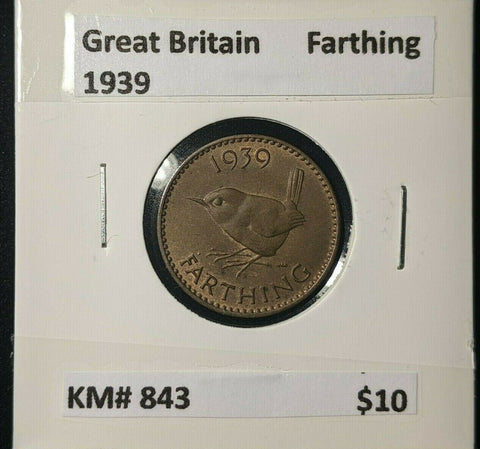 Great Britain Farthing
1939
1939
FARTHING
KM# 843 $10